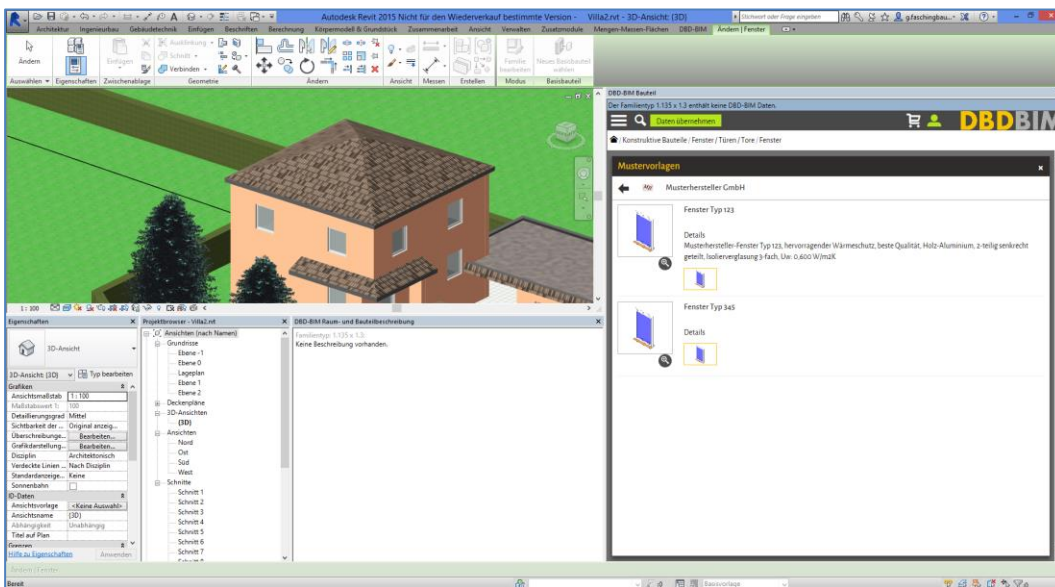 Autodesk Revit 2015 Nicht für den Wiederverkauf bestimmte Version - Villa2.rvt - 3D-Ansicht: {3D}
Stichwort oder Frage eingeben
Architektur Ingenieurbau Gebäudetechnik Einfügen Beschriften Berechnung Körpermodell & Grundstück Zusammenarbeit Ansicht Verwalten Zusatzmodule Mengen-Massen-Flächen DBD-BIM Ändern | Fenster
Ändern Einfügen Ausklinkung Familie bearbeiten Neues Basisbauteil wählen
Schnitt
Verbinden
Auswählen Eigenschaften Zwischenablage Geometrie Ändern Ansicht Messen Erstellen Modus Basisbauteil
DBD-BIM Bauteil
Der Familientyp 1.135 x 1.3 enthält keine DBD-BIM Daten.
Daten übernehmen
DBDBIM
/ Konstruktive Bauteile / Fenster / Türen / Tore / Fenster
Mustervorlagen
Musterhersteller GmbH
Fenster Typ 123
Details
Musterhersteller-Fenster Typ 123, hervorragender Wärmeschutz, beste Qualität, Holz-Aluminium, 2-teilig senkrecht
geteilt, Isolierverglasung 3-fach, Uw: 0,600 W/m2K
Fenster Typ 345
Details
1 : 100
Eigenschaften
3D-Ansicht
3D-Ansicht: {3D} Typ bearbeiten
Grafiken
Ansichtsmaßstab 1 : 100
Maßstabswert 1: 100
Detaillierungsgrad Mittel
Sichtbarkeit der ... Original anzeig...
Überschreibunge... Bearbeiten...
Grafikdarstellung... Bearbeiten...
Disziplin Architektonisch
Verdeckte Linien ... Nach Disziplin
Standardanzeige... Keine
Sonnenbahn
ID-Daten
Ansichtsvorlage <Keine Auswahl>
Ansichtsname {3D}
Abhängigkeit Unabhängig
Titel auf Plan
Grenzen
Hilfe zu Eigenschaften Anwenden
Projektbrowser - Villa2.rvt
Ansichten (nach Namen)
Grundrisse
Ebene -1
Ebene 0
Lageplan
Ebene 1
Ebene 2
Deckenpläne
3D-Ansichten
{3D}
Ansichten
Nord
Ost
Süd
West
Schnitte
Schnitt 1
Schnitt 2
Schnitt 3
Schnitt 4
Schnitt 5
Schnitt 6
Schnitt 7
DBD-BIM Raum- und Bauteilbeschreibung
Familientyp: 1.135 x 1.3:
Keine Beschreibung vorhanden.
Ändern | Fenster
Bereit
Basisvorlage